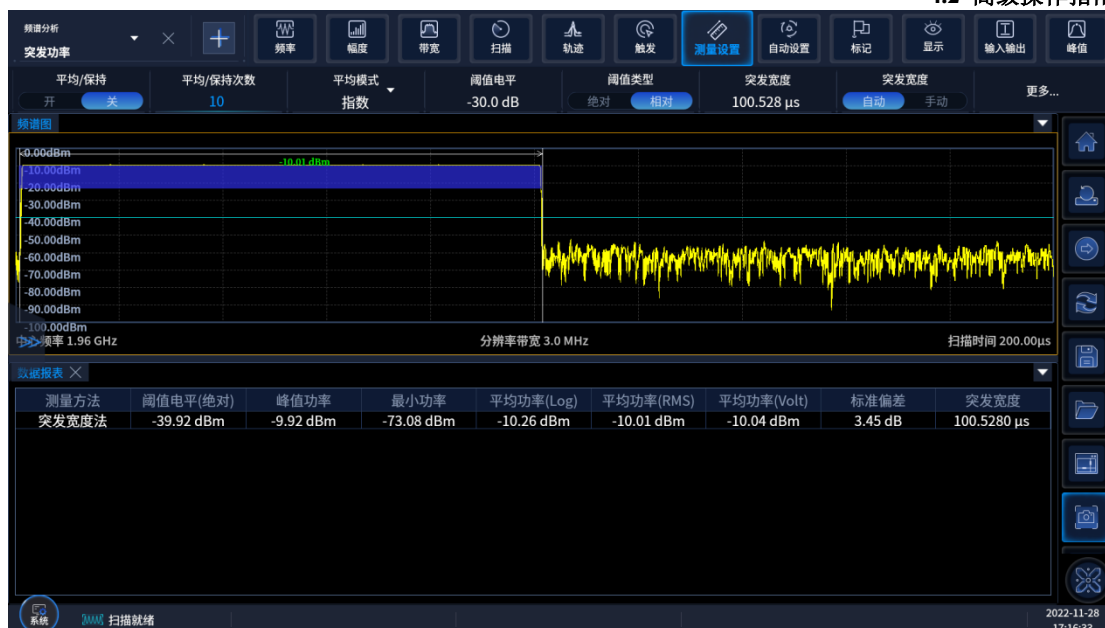 频谱分析
突发功率
频率
幅度
带宽
扫描
轨迹
触发
测量设置
自动设置
标记
显示
输入输出
峰值
平均/保持
开 关
平均/保持次数
10
平均模式
指数
阈值电平
-30.0 dB
阈值类型
绝对 相对
突发宽度
100.528 μs
突发宽度
自动 手动
更多...
频谱图
0.00dBm
-10.01 dBm
-10.00dBm
-20.00dBm
-30.00dBm
-40.00dBm
-50.00dBm
-60.00dBm
-70.00dBm
-80.00dBm
-90.00dBm
-100.00dBm
中心频率 1.96 GHz 分辨率带宽 3.0 MHz 扫描时间 200.00μs
数据报表
测量方法 阈值电平(绝对) 峰值功率 最小功率 平均功率(Log) 平均功率(RMS) 平均功率(Volt) 标准偏差 突发宽度
突发宽度法 -39.92 dBm -9.92 dBm -73.08 dBm -10.26 dBm -10.01 dBm -10.04 dBm 3.45 dB 100.5280 μs
系统
扫描就绪
2022-11-28